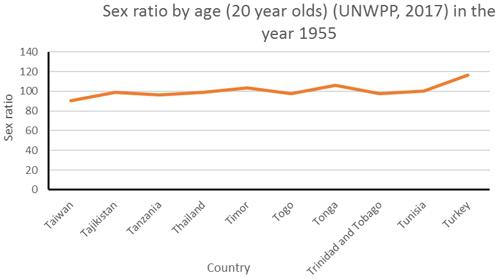 Sex ratio by age (20 year olds) (UNWPP, 2017) in the
year 1955
140
120
100
80
60
40
20
0
Sex ratio
Taiwan
Tajikistan
Tanzania
Thailand
Timor
Togo
Tonga
Trinidad and Tobago
Tunisia
Turkey
Country